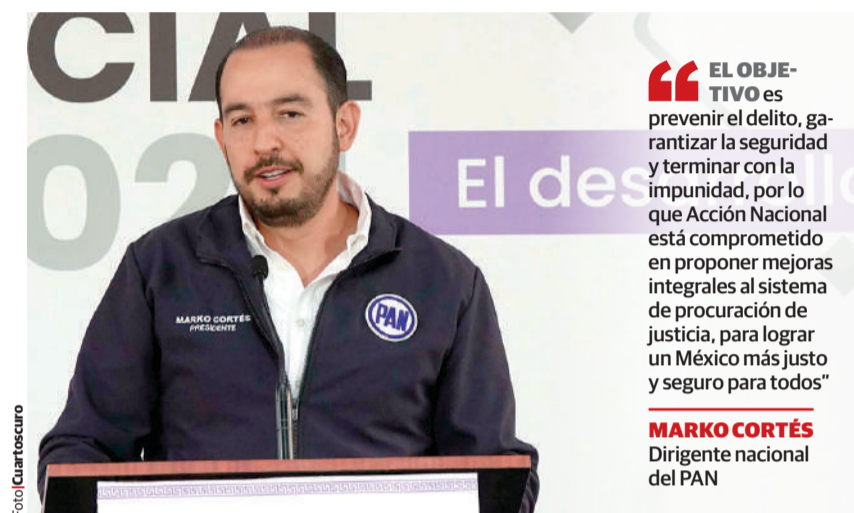 CIAL
202
El desarrollo
MARKO CORTÉS
PRESIDENTE
PAN
EL OBJE-
TIVO es
prevenir el delito, ga-
rantizar la seguridad
y terminar con la
impunidad, por lo
que Acción Nacional
está comprometido
en proponer mejoras
integrales al sistema
de procuración de
justicia, para lograr
un México más justo
y seguro para todos”
MARKO CORTÉS
Dirigente nacional
del PAN
Foto|Cuartoscuro